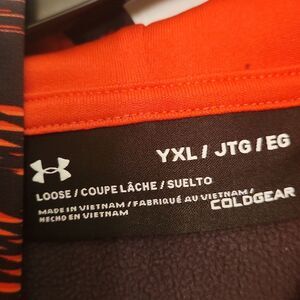 YXL / JTG / EG
LOOSE / COUPE LÂCHE / SUELTO
MADE IN VIETNAM / FABRIQUÉ AU VIETNAM/
HECHO EN VIETNAM
COLDGEAR